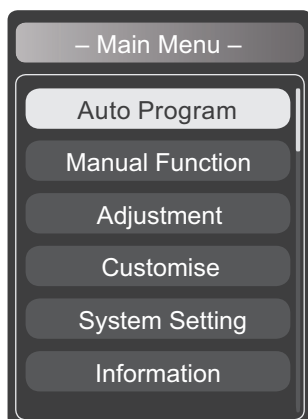 – Main Menu –
Auto Program
Manual Function
Adjustment
Customise
System Setting
Information